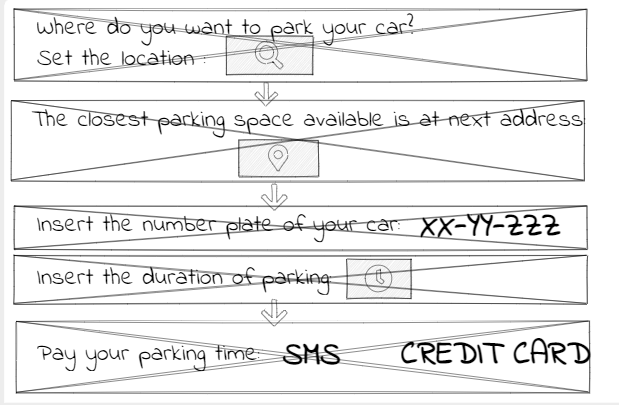 Where do you want to park your car?
Set the location :
The closest parking space available is at next address
Insert the number plate of your car: XX-YY-ZZZ
Insert the duration of parking:
Pay your parking time: SMS CREDIT CARD